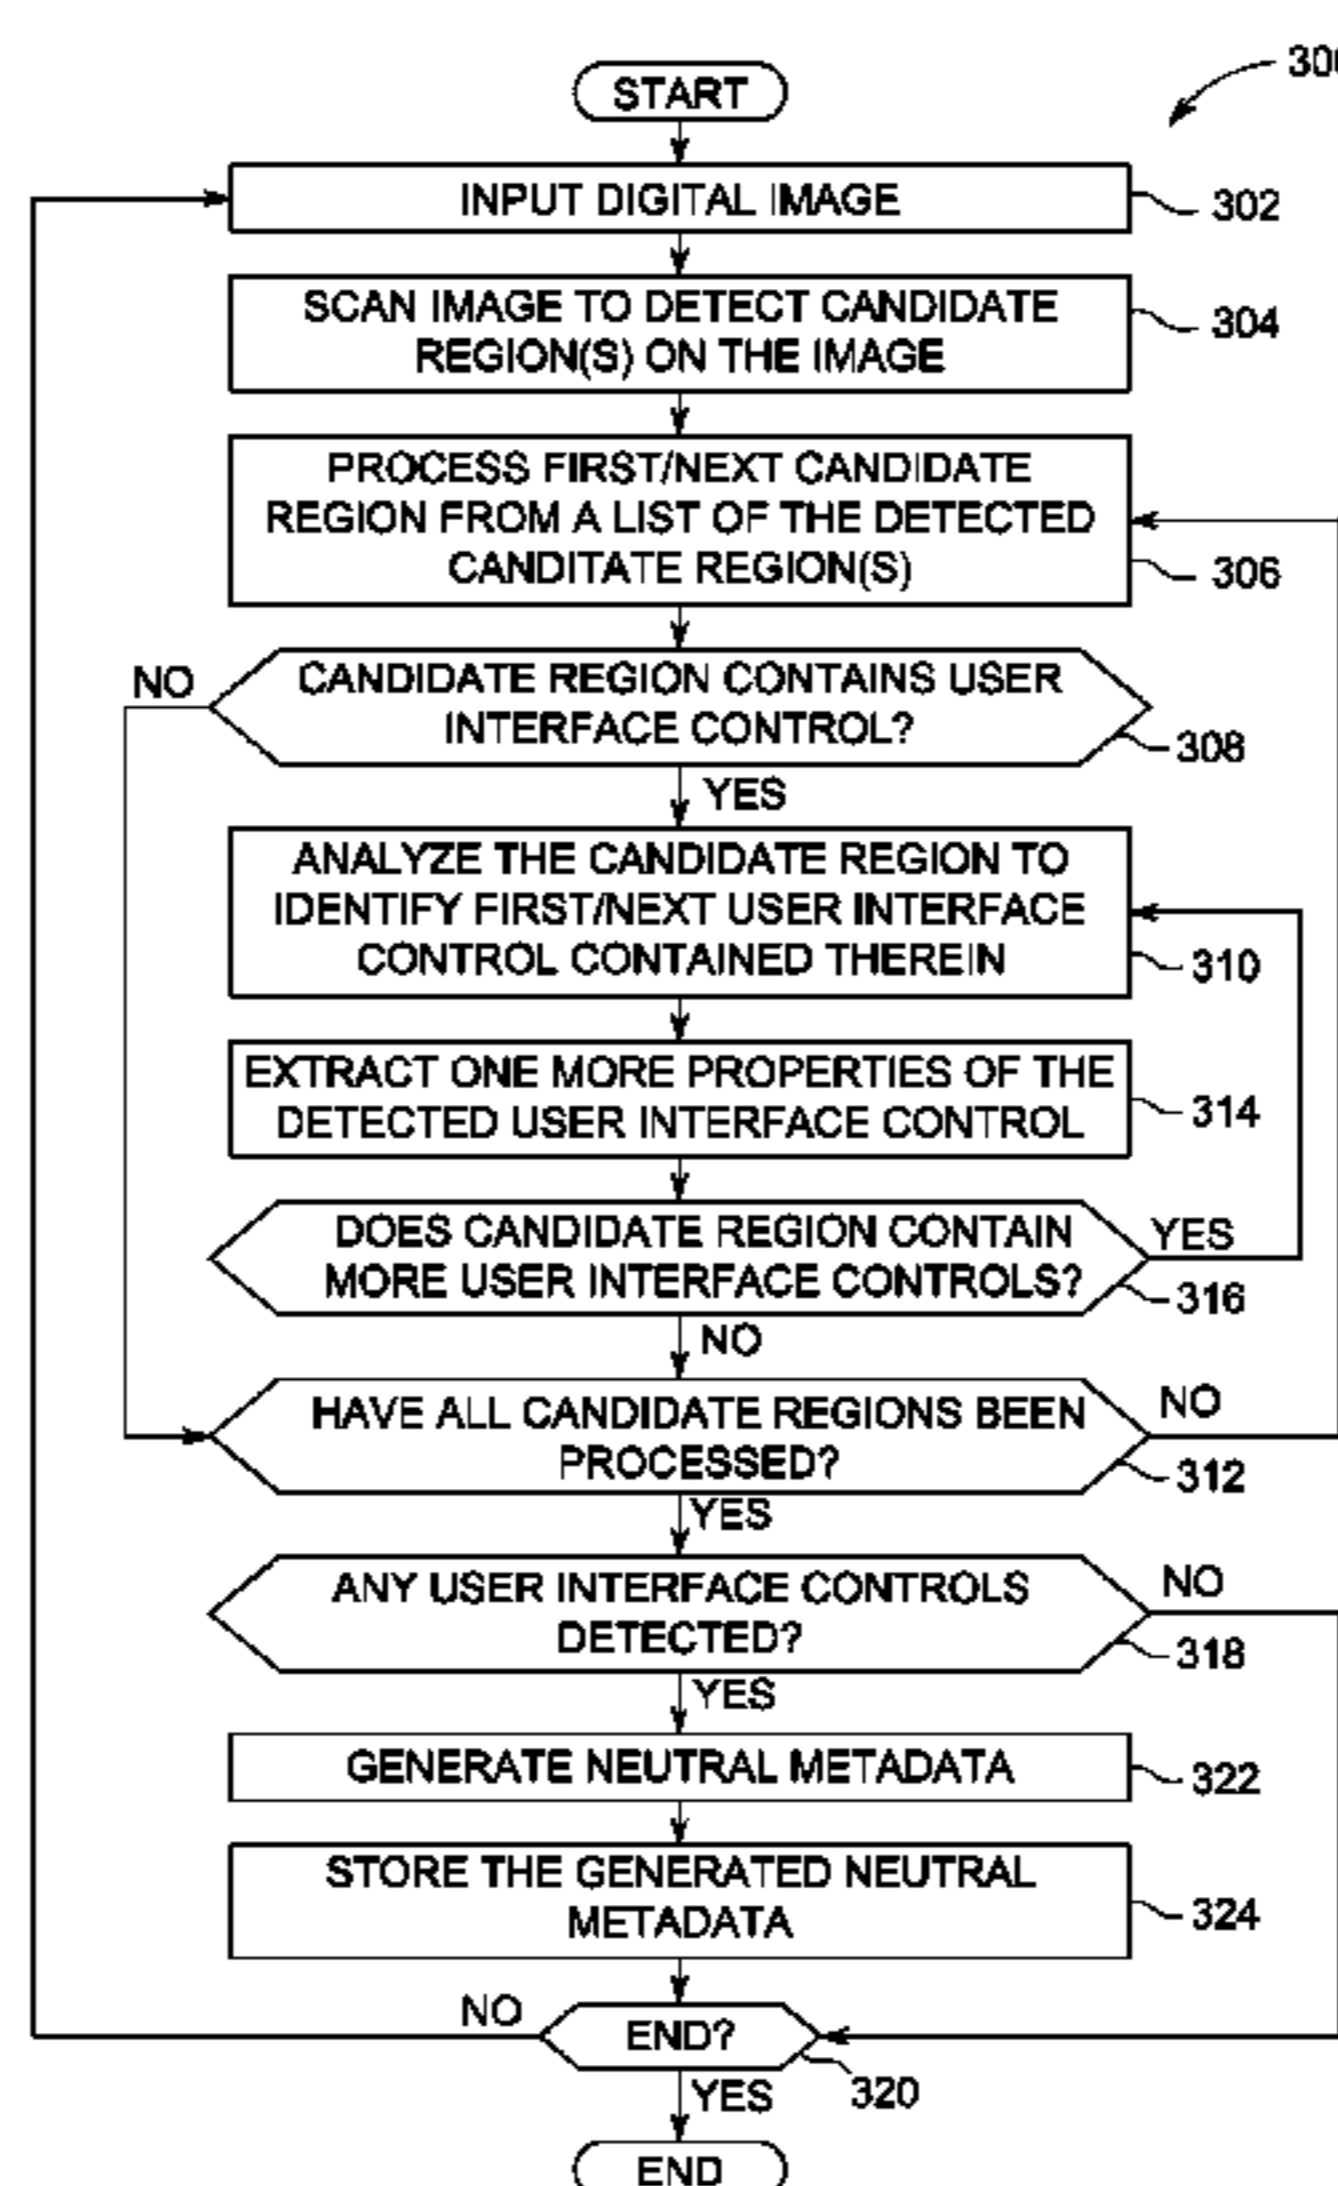 300
START
INPUT DIGITAL IMAGE
302
SCAN IMAGE TO DETECT CANDIDATE
REGION(S) ON THE IMAGE
304
PROCESS FIRST/NEXT CANDIDATE
REGION FROM A LIST OF THE DETECTED
CANDITATE REGION(S)
306
NO
CANDIDATE REGION CONTAINS USER
INTERFACE CONTROL?
308
YES
ANALYZE THE CANDIDATE REGION TO
IDENTIFY FIRST/NEXT USER INTERFACE
CONTROL CONTAINED THEREIN
310
EXTRACT ONE MORE PROPERTIES OF THE
DETECTED USER INTERFACE CONTROL
314
DOES CANDIDATE REGION CONTAIN
MORE USER INTERFACE CONTROLS?
YES
316
NO
HAVE ALL CANDIDATE REGIONS BEEN
PROCESSED?
NO
312
YES
ANY USER INTERFACE CONTROLS
DETECTED?
NO
318
YES
GENERATE NEUTRAL METADATA
322
STORE THE GENERATED NEUTRAL
METADATA
324
NO
END?
320
YES
END